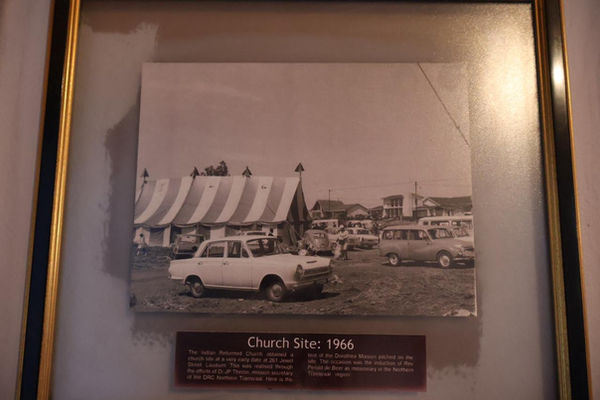 Church Site: 1966
The Indian Reformed Church obtained a
church site at a very early date at 261 Jewel
Street Laudium. This was realised through
the efforts of Dr. JP Theron, mission secretary
of the DRC Northern Transvaal. Here is the
tent of the Dorothea Mission pitched on the
site. The occasion was the induction of Rev
Petold de Beer as missionary in the Northern
Transvaal region.